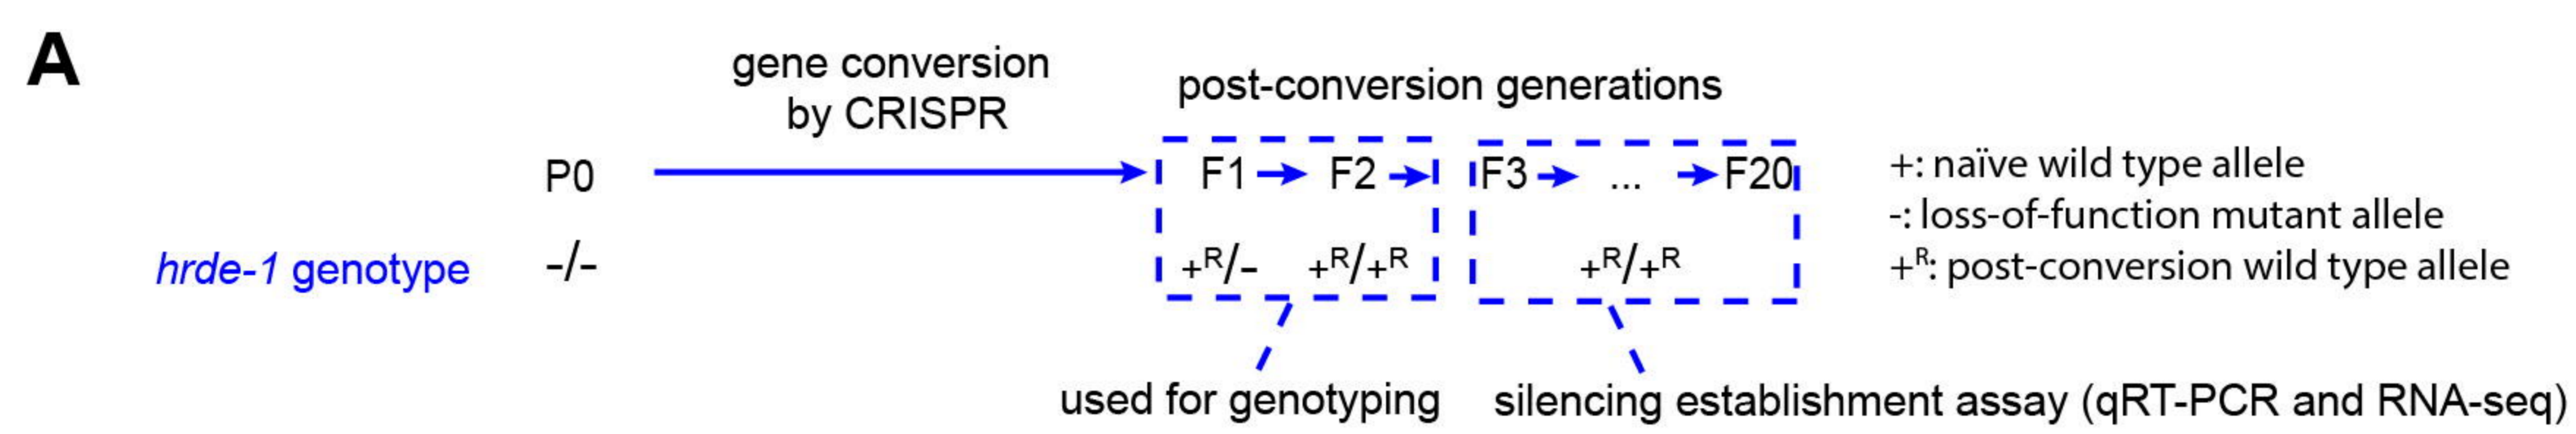 A
gene conversion
by CRISPR
post-conversion generations
P0
F1 F2 F3 ... F20
+: naïve wild type allele
-: loss-of-function mutant allele
+ᴿ: post-conversion wild type allele
hrde-1 genotype -/- +ᴿ/- +ᴿ/+ᴿ +ᴿ/+ᴿ
used for genotyping
silencing establishment assay (qRT-PCR and RNA-seq)